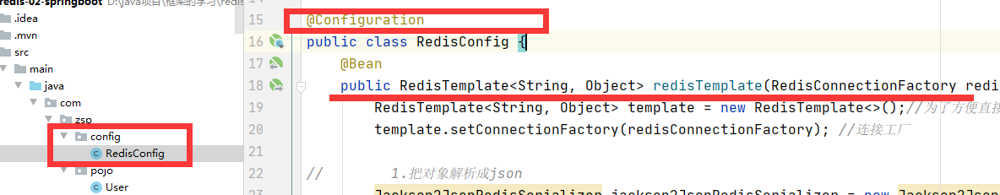 redis-02-springboot D:\java项目\框架的学习\redis
.idea
.mvn
src
main
java
com
zsp
config
RedisConfig
pojo
User
14
15 @Configuration
16 public class RedisConfig {
17 @Bean
18 public RedisTemplate<String, Object> redisTemplate(RedisConnectionFactory redi
19 RedisTemplate<String, Object> template = new RedisTemplate<>();//为了方便直接
20 template.setConnectionFactory(redisConnectionFactory); //连接工厂
21
22 // 1.把对象解析成json
23 Jackson2JsonRedisSerializer jackson2JsonRedisSerializer = new Jackson2Json